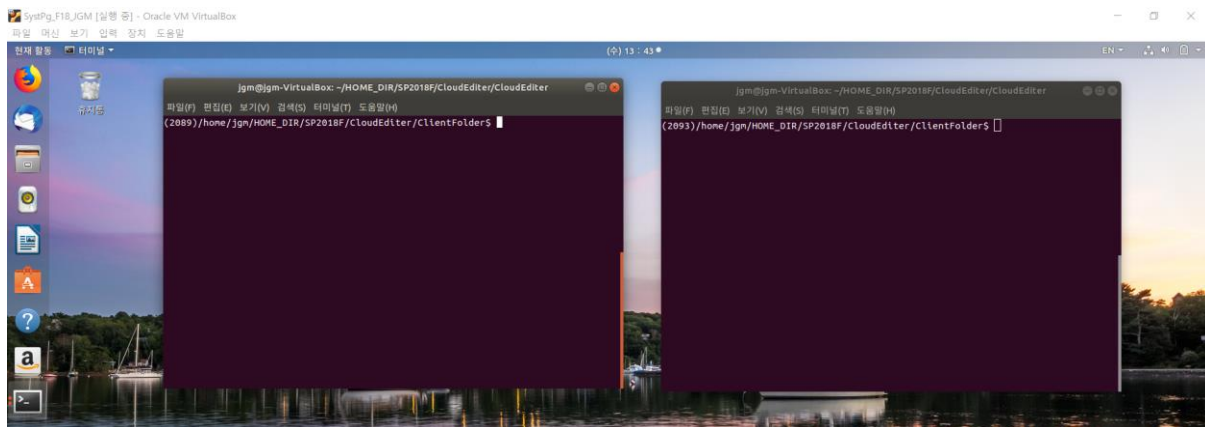 SystPg_F18_JGM [실행 중] - Oracle VM VirtualBox
파일 머신 보기 입력 장치 도움말
현재 활동 터미널 (수) 13 : 43 EN
휴지통
jgm@jgm-VirtualBox: ~/HOME_DIR/SP2018F/CloudEditer/CloudEditer
파일(F) 편집(E) 보기(V) 검색(S) 터미널(T) 도움말(H)
(2089)/home/jgm/HOME_DIR/SP2018F/CloudEditer/ClientFolder$
jgm@jgm-VirtualBox: ~/HOME_DIR/SP2018F/CloudEditer/CloudEditer
파일(F) 편집(E) 보기(V) 검색(S) 터미널(T) 도움말(H)
(2093)/home/jgm/HOME_DIR/SP2018F/CloudEditer/ClientFolder$